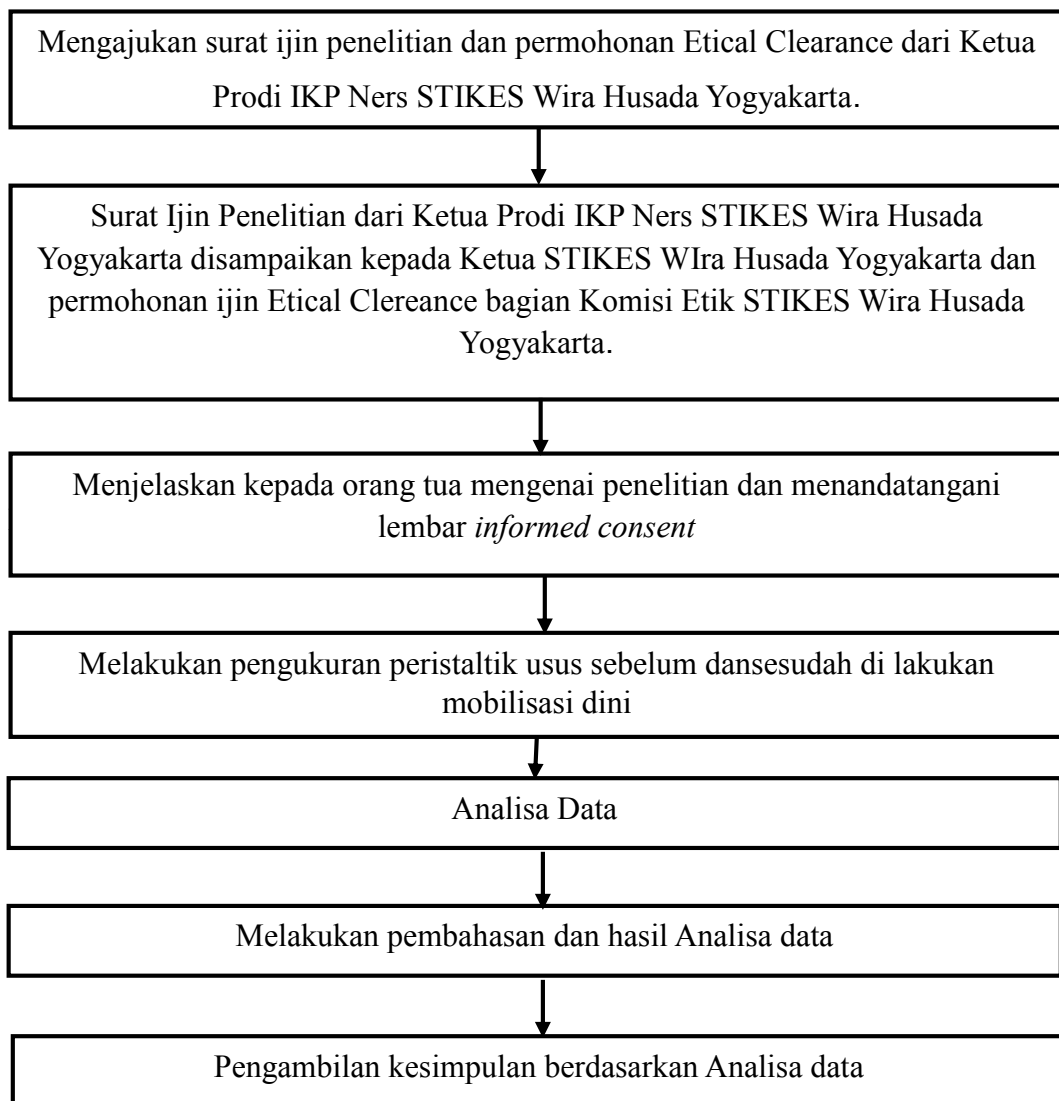 Mengajukan surat ijin penelitian dan permohonan Etical Clearance dari Ketua
Prodi IKP Ners STIKES Wira Husada Yogyakarta.
Surat Ijin Penelitian dari Ketua Prodi IKP Ners STIKES Wira Husada
Yogyakarta disampaikan kepada Ketua STIKES WIra Husada Yogyakarta dan
permohonan ijin Etical Clereance bagian Komisi Etik STIKES Wira Husada
Yogyakarta.
Menjelaskan kepada orang tua mengenai penelitian dan menandatangani
lembar informed consent
Melakukan pengukuran peristaltik usus sebelum dansesudah di lakukan
mobilisasi dini
Analisa Data
Melakukan pembahasan dan hasil Analisa data
Pengambilan kesimpulan berdasarkan Analisa data